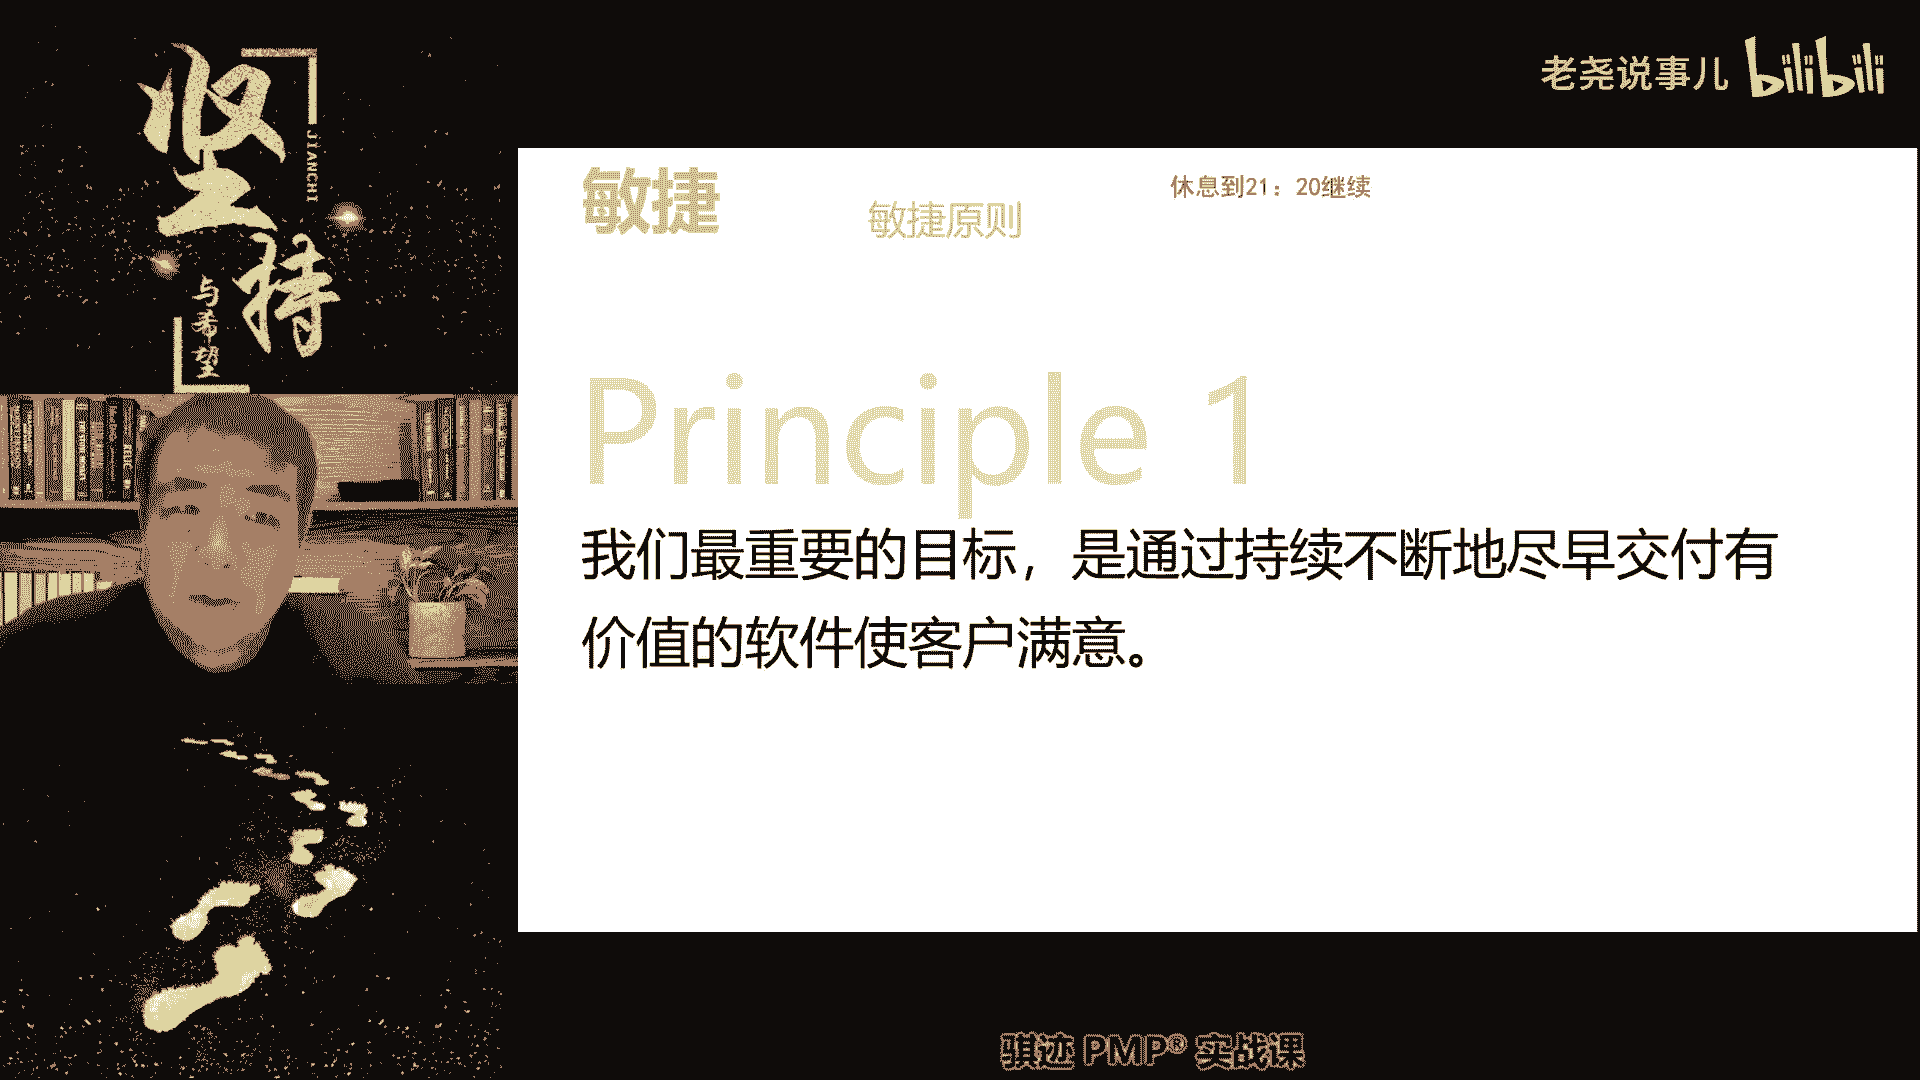 坚持
JIANCHI
与希望
老尧说事儿 bilibili
敏捷
敏捷原则
休息到21：20继续
Principle 1
我们最重要的目标，是通过持续不断地尽早交付有
价值的软件使客户满意。
骐迹 PMP® 实战课